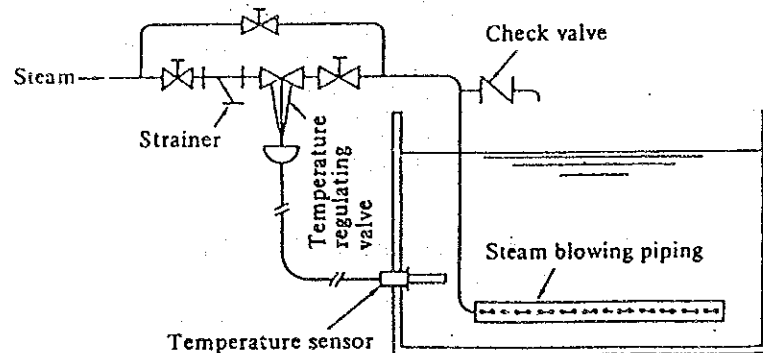 Check valve
Steam
Strainer
Temperature
regulating
valve
Steam blowing piping
Temperature sensor